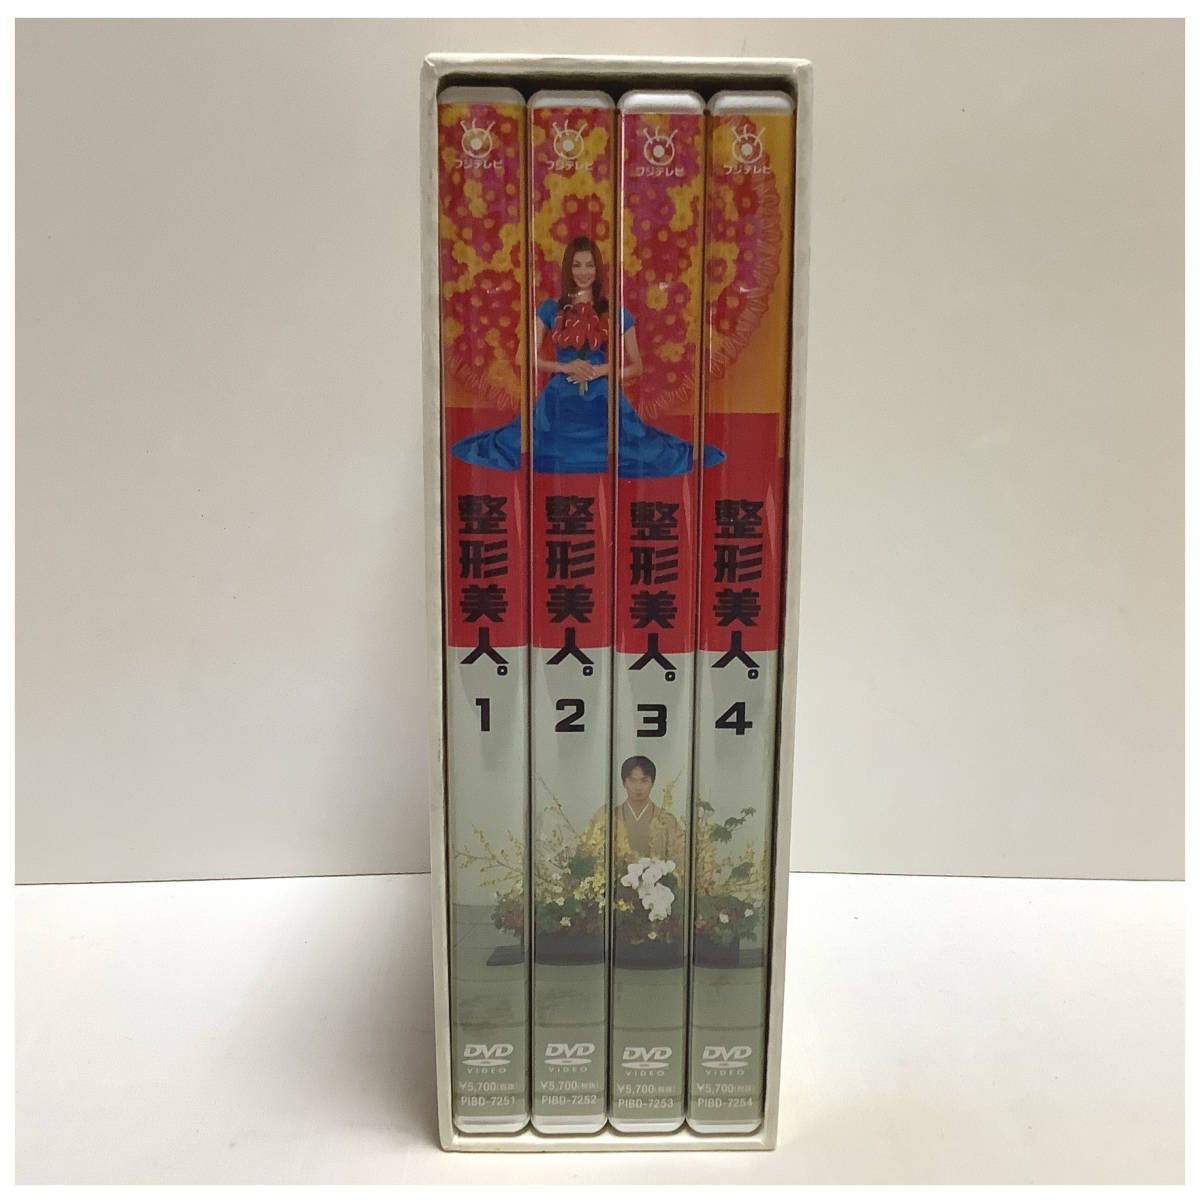 フジテレビ
整形美人。
1
DVD
VIDEO
¥5,700(税抜)
PIBD-7251
フジテレビ
整形美人。
2
DVD
VIDEO
¥5,700(税抜)
PIBD-7252
フジテレビ
整形美人。
3
DVD
VIDEO
¥5,700(税抜)
PIBD-7253
フジテレビ
整形美人。
4
DVD
VIDEO
¥5,700(税抜)
PIBD-7254